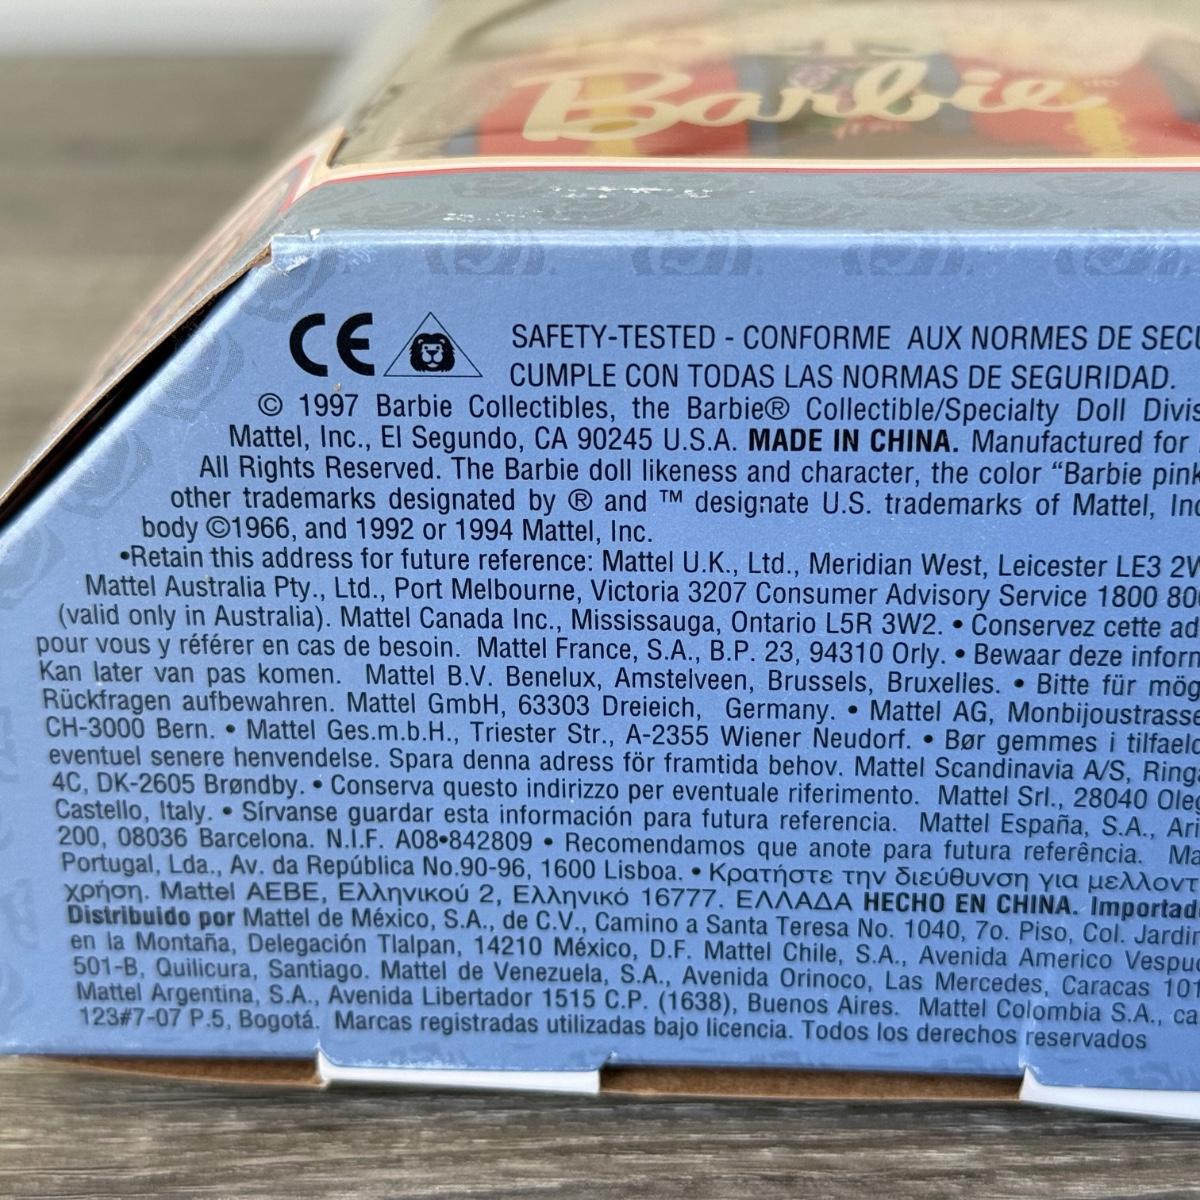 Barbie
CE SAFETY-TESTED - CONFORME AUX NORMES DE
CUMPLE CON TODAS LAS NORMAS DE SEGURIDAD.
© 1997 Barbie Collectibles, the Barbie® Collectible/Specialty Doll
Mattel, Inc., El Segundo, CA 90245 U.S.A. MADE IN CHINA. Manufactured for
All Rights Reserved. The Barbie doll likeness and character, the color “Barbie pink
other trademarks designated by ® and ™ designate U.S. trademarks of Mattel,
body ©1966, and 1992 or 1994 Mattel, Inc.
•Retain this address for future reference: Mattel U.K., Ltd., Meridian West, Leicester LE3
Mattel Australia Pty., Ltd., Port Melbourne, Victoria 3207 Consumer Advisory Service 1800
(valid only in Australia). Mattel Canada Inc., Mississauga, Ontario L5R 3W2. • Conservez cette
pour vous y référer en cas de besoin. Mattel France, S.A., B.P. 23, 94310 Orly. • Bewaar deze
Kan later van pas komen. Mattel B.V. Benelux, Amstelveen, Brussels, Bruxelles. • Bitte für
Rückfragen aufbewahren. Mattel GmbH, 63303 Dreieich, Germany. • Mattel AG,
CH-3000 Bern. • Mattel Ges.m.b.H., Triester Str., A-2355 Wiener Neudorf. • Bør gemmes i
eventuel senere henvendelse. Spara denna adress för framtida behov. Mattel Scandinavia A/S,
4C, DK-2605 Brøndby. • Conserva questo indirizzo per eventuale riferimento. Mattel Srl., 28040
Castello, Italy. • Sírvanse guardar esta información para futura referencia. Mattel España, S.A.,
200, 08036 Barcelona. N.I.F. A08•842809 • Recomendamos que anote para futura referência.
Portugal, Lda., Av. da República No.90-96, 1600 Lisboa. • Κρατήστε την διεύθυνση για
χρήση. Mattel AEBE, Ελληνικού 2, Ελληνικό 16777. ΕΛΛΑΔΑ HECHO EN CHINA.
Distribuido por Mattel de México, S.A., de C.V., Camino a Santa Teresa No. 1040, 7o. Piso, Col.
en la Montaña, Delegación Tlalpan, 14210 México, D.F. Mattel Chile, S.A., Avenida Americo
501-B, Quilicura, Santiago. Mattel de Venezuela, S.A., Avenida Orinoco, Las Mercedes, Caracas
Mattel Argentina, S.A., Avenida Libertador 1515 C.P. (1638), Buenos Aires. Mattel Colombia S.A.,
123#7-07 P.5, Bogotá. Marcas registradas utilizadas bajo licencia. Todos los derechos reservados